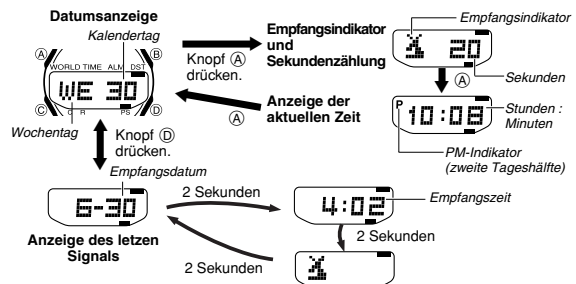 Datumsanzeige
Kalendertag
A
B
WORLD TIME ALM DST
WE 30
C
D
C R PS
Wochentag
Knopf A
drücken.
Empfangsindikator
und
Sekundenzählung
Empfangsindikator
20
Sekunden
A
Anzeige der
aktuellen Zeit
A
P
10:08
Stunden :
Minuten
PM-Indikator
(zweite Tageshälfte)
Knopf D
drücken.
Empfangsdatum
6-30
Anzeige des letzen
Signals
2 Sekunden
4:02
Empfangszeit
2 Sekunden
2 Sekunden